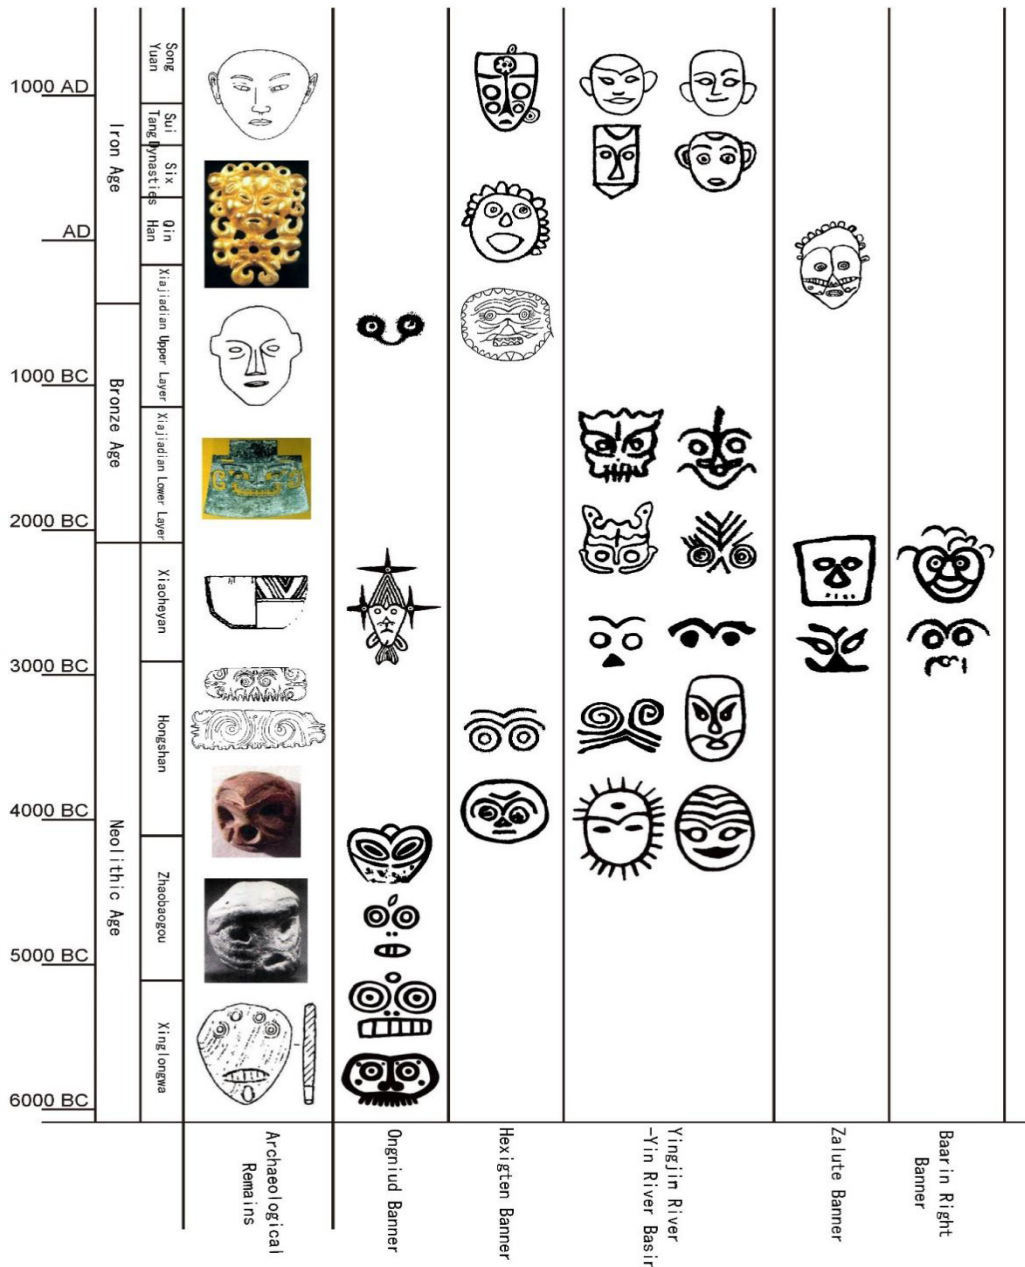 1000 AD
AD
1000 BC
2000 BC
3000 BC
4000 BC
5000 BC
6000 BC
Iron Age
Bronze Age
Neolithic Age
Song
Yuan
Sui
Tang
Six
Dynasties
Qin
Han
Xiajiadian Upper Layer
Xiajiadian Lower Layer
Xiaoheyan
Hongshan
Zhaobaogou
Xinglongwa
Archaeological
Remains
Ongniud Banner
Hexigten Banner
Yingjin River
-Yin River Basin
Zalute Banner
Baarin Right
Banner